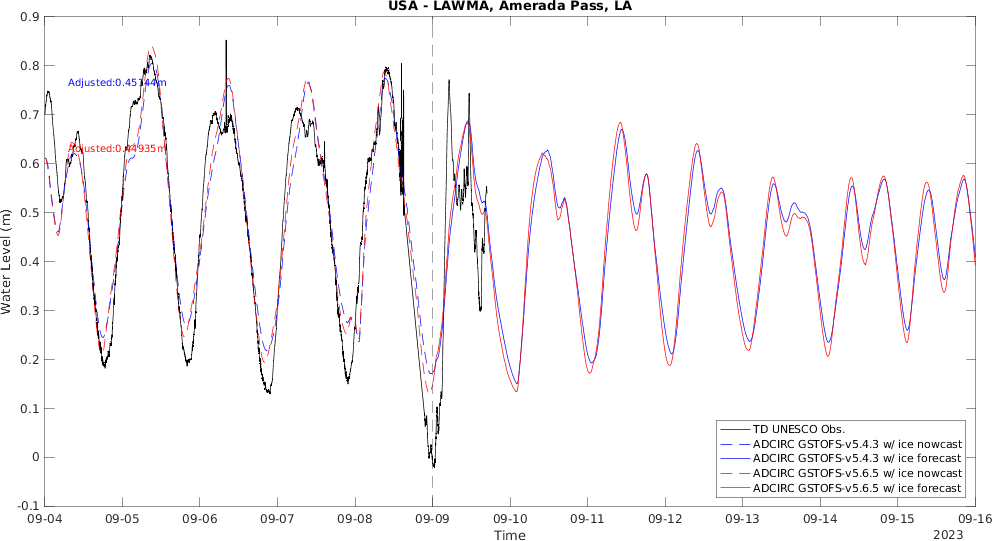 USA - LAWMA, Amerada Pass, LA
0.9
0.8
Adjusted:0.45144m
0.7
Adjusted:0.44935m
0.6
0.5
Water Level (m)
0.4
0.3
0.2
0.1
0
-0.1
TD UNESCO Obs.
ADCIRC GSTOFS-v5.4.3 w/ ice nowcast
ADCIRC GSTOFS-v5.4.3 w/ ice forecast
ADCIRC GSTOFS-v5.6.5 w/ ice nowcast
ADCIRC GSTOFS-v5.6.5 w/ ice forecast
09-04 09-05 09-06 09-07 09-08 09-09 09-10 09-11 09-12 09-13 09-14 09-15 09-16
Time
2023